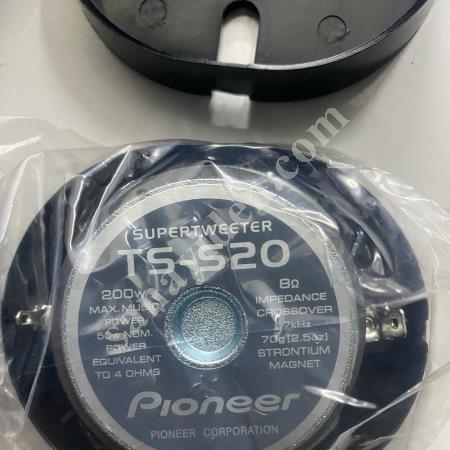 SUPERTWEETER
TS-S20
200w
MAX. MUSIC
POWER
50w NOM.
POWER
EQUIVALENT
TO 4 OHMS
8Ω
IMPEDANCE
CROSSOVER
7kHz
70g (2.5oz)
STRONTIUM
MAGNET
Pioneer
PIONEER CORPORATION